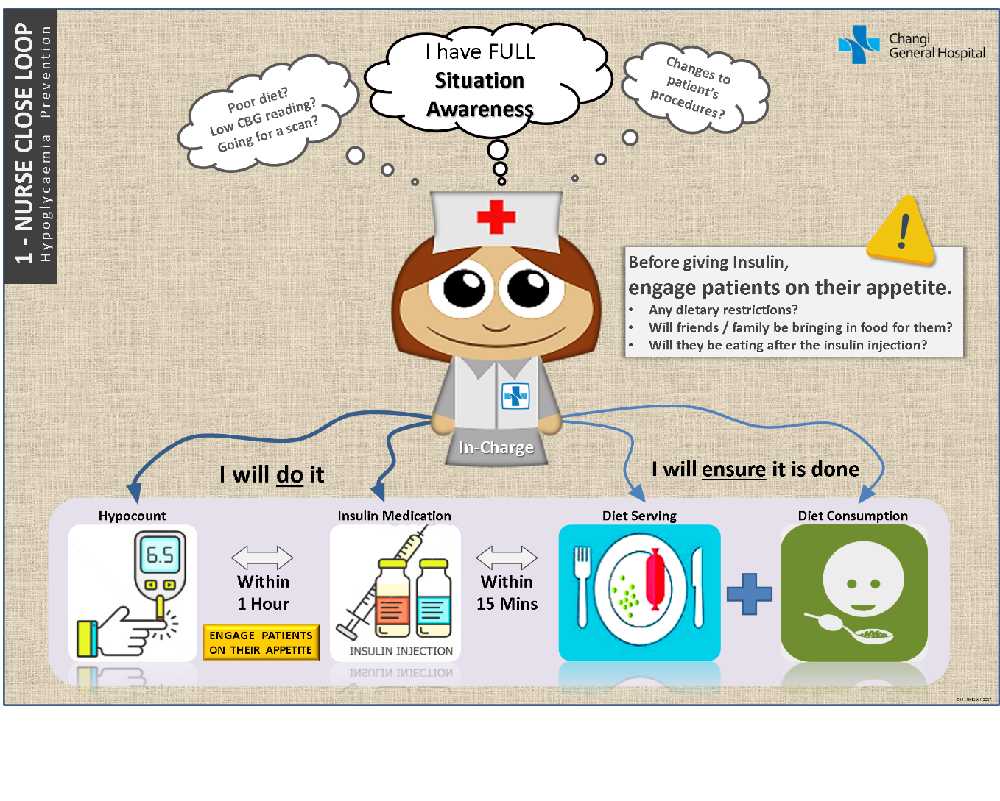 1 - NURSE CLOSE LOOP
Hypoglycaemia Prevention
Poor diet?
Low CBG reading?
Going for a scan?
I have FULL
Situation
Awareness
Changes to
patient's
procedures?
Changi
General Hospital
Before giving Insulin,
engage patients on their appetite.
• Any dietary restrictions?
• Will friends / family be bringing in food for them?
• Will they be eating after the insulin injection?
In-Charge
I will do it
I will ensure it is done
Hypocount
Insulin Medication
Diet Serving
Diet Consumption
6.5
Within
1 Hour
ENGAGE PATIENTS
ON THEIR APPETITE
INSULIN INJECTION
Within
15 Mins
October 2017